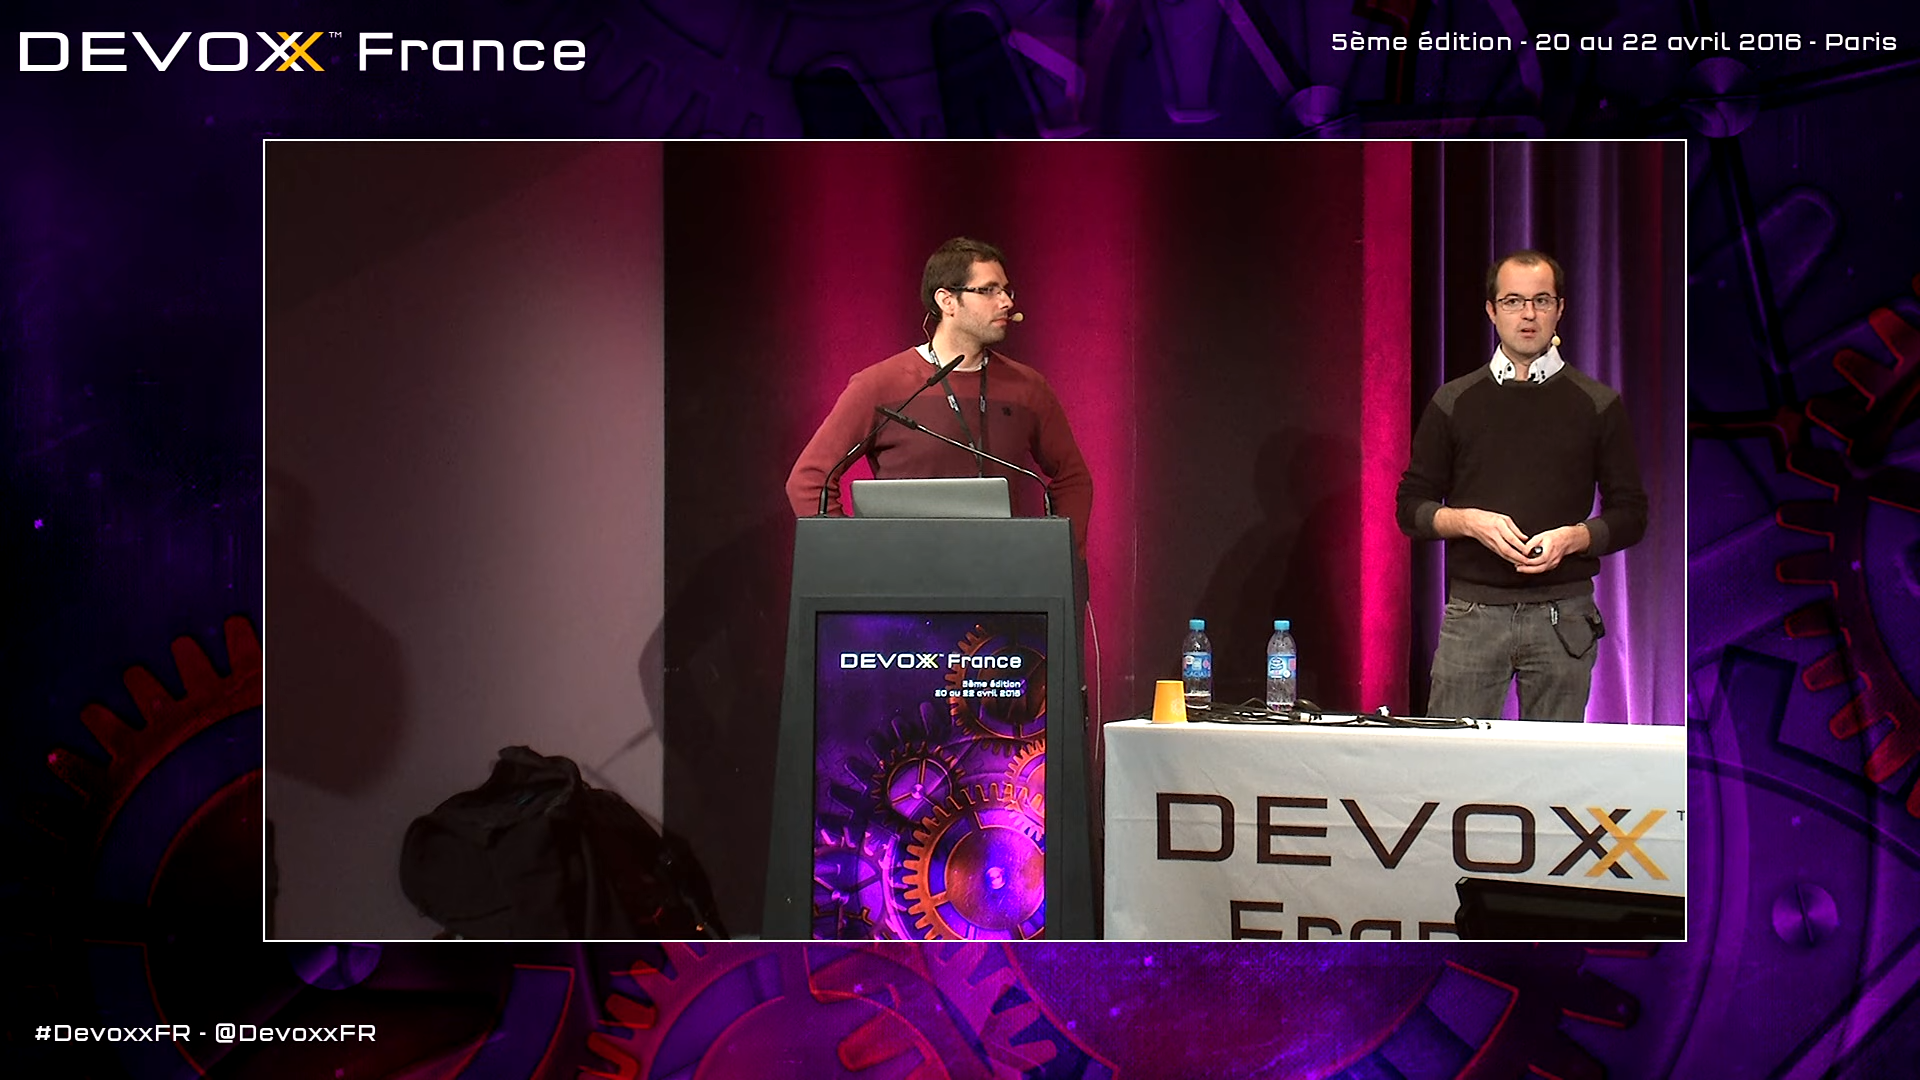 DEVOXX™ France
5ème édition - 20 au 22 avril 2016 - Paris
DEVOXX™ France
5ème édition
20 au 22 avril 2016
DEVOXX
#DevoxxFR - @DevoxxFR